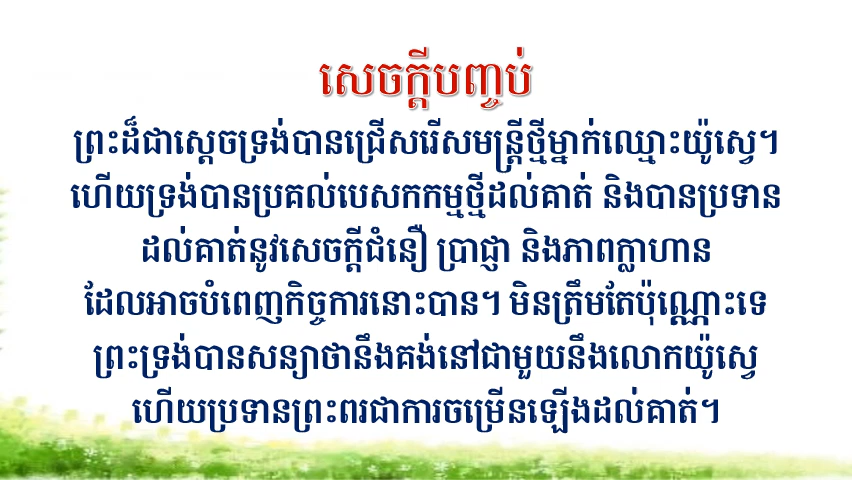 សេចក្ដីបញ្ចប់
ព្រះដ៏ជាស្ដេចទ្រង់បានជ្រើសរើសមន្ត្រីថ្មីម្នាក់ឈ្មោះយ៉ូស្វេ។
ហើយទ្រង់បានប្រគល់បេសកកម្មថ្មីដល់គាត់ និងបានប្រទាន
ដល់គាត់នូវសេចក្ដីជំនឿ ប្រាជ្ញា និងភាពក្លាហាន
ដែលអាចបំពេញកិច្ចការនោះបាន។ មិនត្រឹមតែប៉ុណ្ណោះទេ
ព្រះទ្រង់បានសន្យាថានឹងគង់នៅជាមួយនឹងលោកយ៉ូស្វេ
ហើយប្រទានព្រះពរជាការចម្រើនឡើងដល់គាត់។